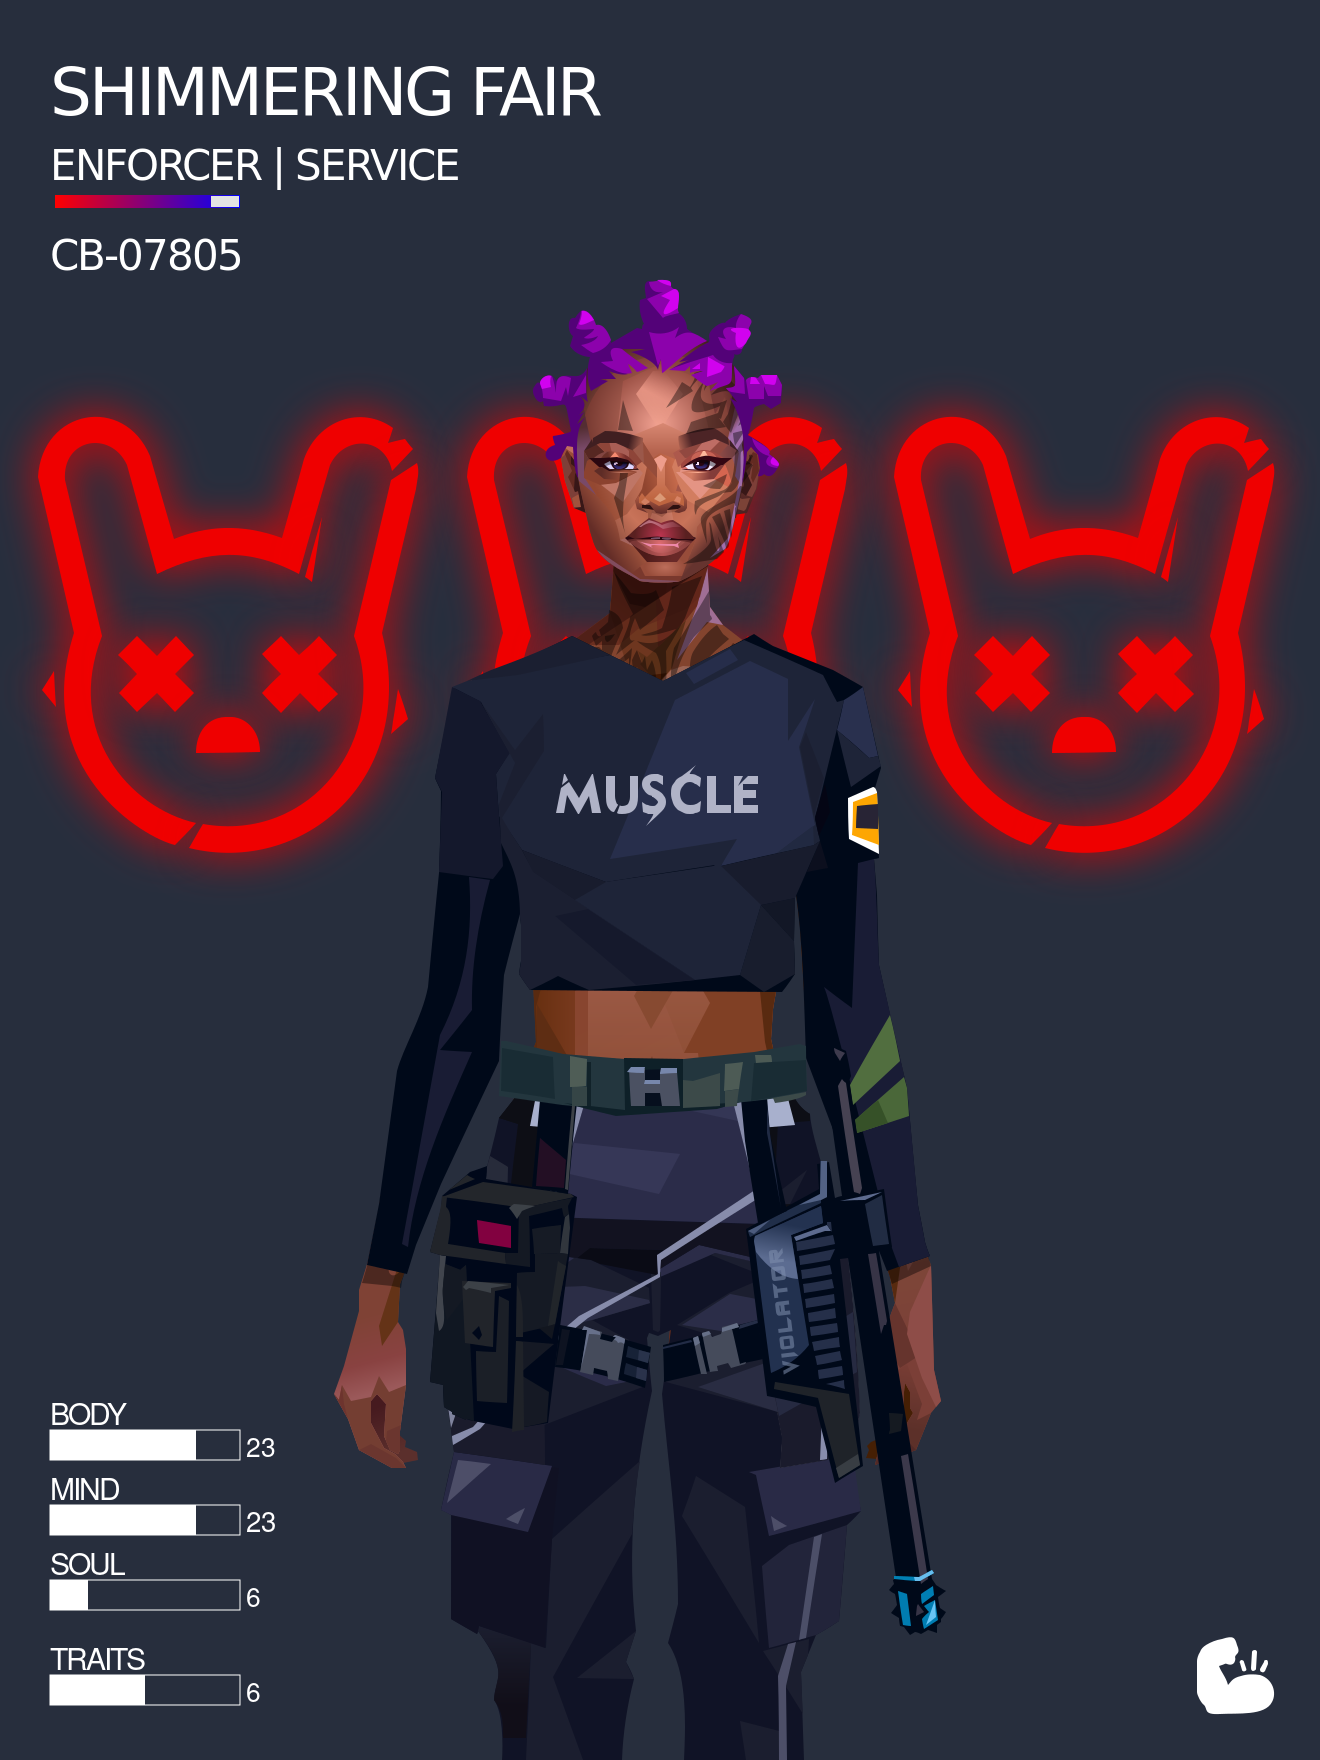 SHIMMERING FAIR
ENFORCER | SERVICE
CB-07805
MUSCLE
VIOLATOR
BODY
23
MIND
23
SOUL
6
TRAITS
6